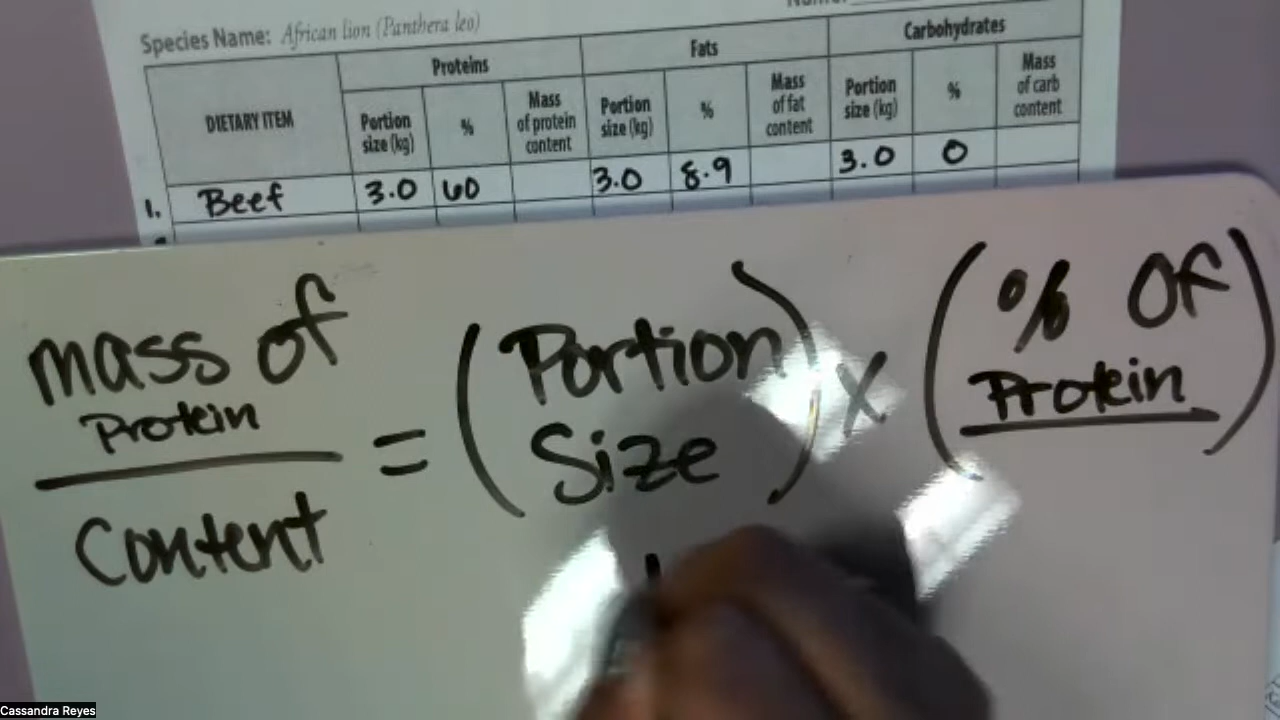 Species Name: African lion (Panthera leo)
Proteins Fats Carbohydrates
DIETARY ITEM
Portion size (kg)
%
Mass of protein content
Portion size (kg)
%
Mass of fat content
Portion size (kg)
%
Mass of carb content
1. Beef 3.0 60 3.0 8.9 3.0 0
mass of
Protein
Content
=
(Portion
Size)
x
(% Of
Protein)
Cassandra Reyes